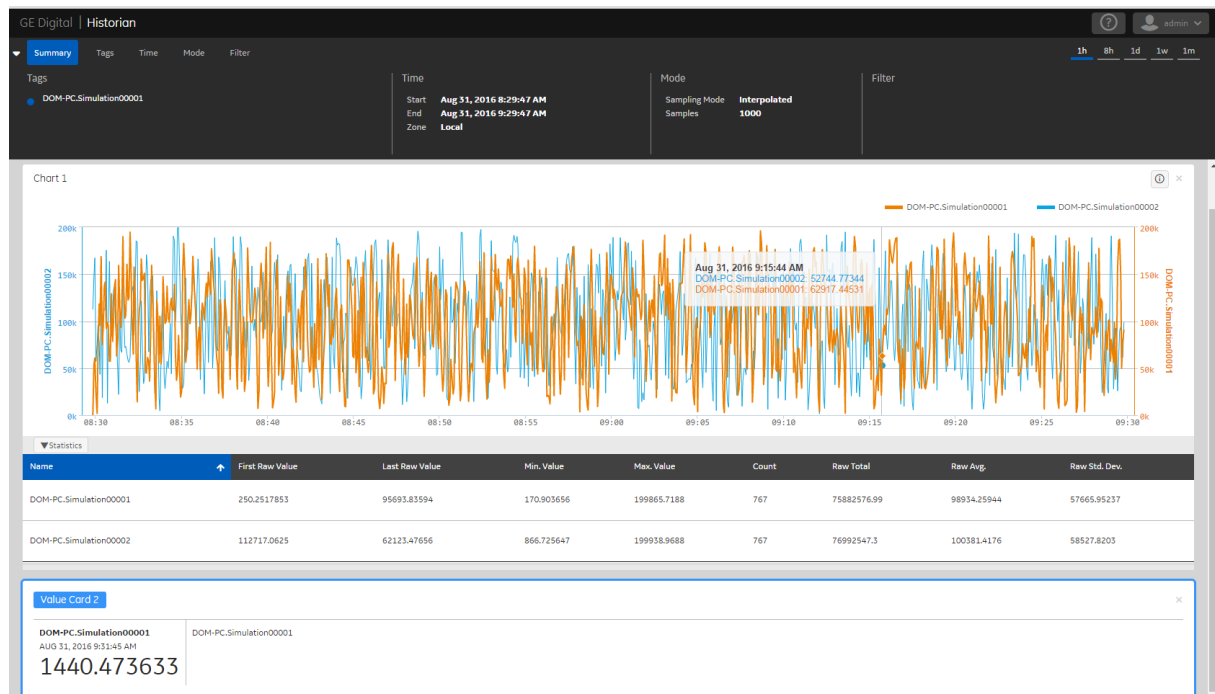 GE Digital | Historian
admin
Summary Tags Time Mode Filter
1h 8h 1d 1w 1m
Tags
DOM-PC.Simulation00001
Time
Start Aug 31, 2016 8:29:47 AM
End Aug 31, 2016 9:29:47 AM
Zone Local
Mode
Sampling Mode Interpolated
Samples 1000
Filter
Chart 1
DOM-PC.Simulation00001 DOM-PC.Simulation00002
200k
150k
100k
50k
0k
DOM-PC.Simulation00002
Aug 31, 2016 9:15:44 AM
DOM-PC.Simulation00002: 52744.77344
DOM-PC.Simulation00001: 62917.44531
200k
150k
100k
50k
0k
DOM-PC.Simulation00001
08:30 08:35 08:40 08:45 08:50 08:55 09:00 09:05 09:10 09:15 09:20 09:25 09:30
▼Statistics
Name First Raw Value Last Raw Value Min. Value Max. Value Count Raw Total Raw Avg. Raw Std. Dev.
DOM-PC.Simulation00001 250.2517853 95693.83594 170.903656 199865.7188 767 75882576.99 98934.25944 57665.95237
DOM-PC.Simulation00002 112717.0625 62123.47656 866.725647 199938.9688 767 76992547.3 100381.4176 58527.8203
Value Card 2
DOM-PC.Simulation00001
AUG 31, 2016 9:31:45 AM
1440.473633
DOM-PC.Simulation00001